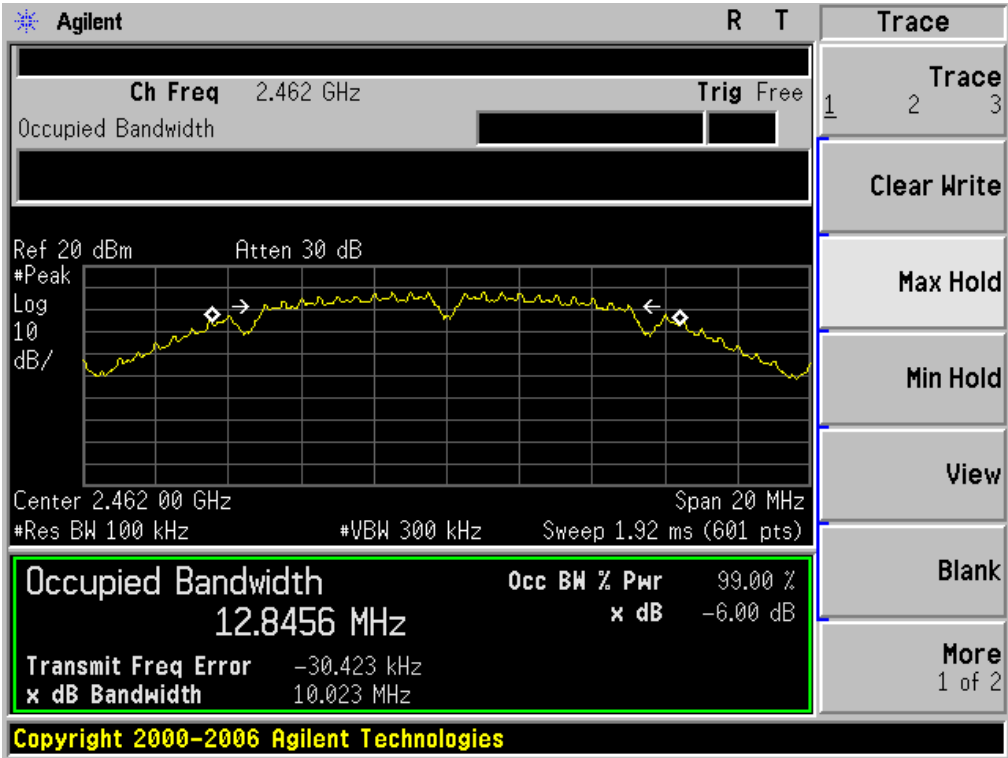 Agilent R T
Ch Freq 2.462 GHz Trig Free
Occupied Bandwidth
Ref 20 dBm Atten 30 dB
#Peak
Log
10
dB/
Center 2.462 00 GHz Span 20 MHz
#Res BW 100 kHz #VBW 300 kHz Sweep 1.92 ms (601 pts)
Occupied Bandwidth
12.8456 MHz
Occ BW % Pwr 99.00 %
x dB -6.00 dB
Transmit Freq Error -30.423 kHz
x dB Bandwidth 10.023 MHz
Copyright 2000-2006 Agilent Technologies
Trace
Trace
1 2 3
Clear Write
Max Hold
Min Hold
View
Blank
More
1 of 2